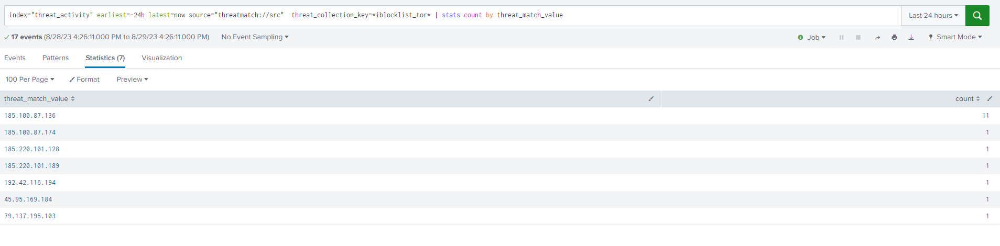 index="threat_activity" earliest=-24h latest=now source="threatmatch://src"  threat_collection_key=*iblocklist_tor* | stats count by threat_match_value
Last 24 hours
17 events (8/28/23 4:26:11.000 PM to 8/29/23 4:26:11.000 PM) No Event Sampling
Job Smart Mode
Events Patterns Statistics (7) Visualization
100 Per Page Format Preview
threat_match_value count
185.100.87.136 11
185.100.87.174 1
185.220.101.128 1
185.220.101.189 1
192.42.116.194 1
45.95.169.184 1
79.137.195.103 1